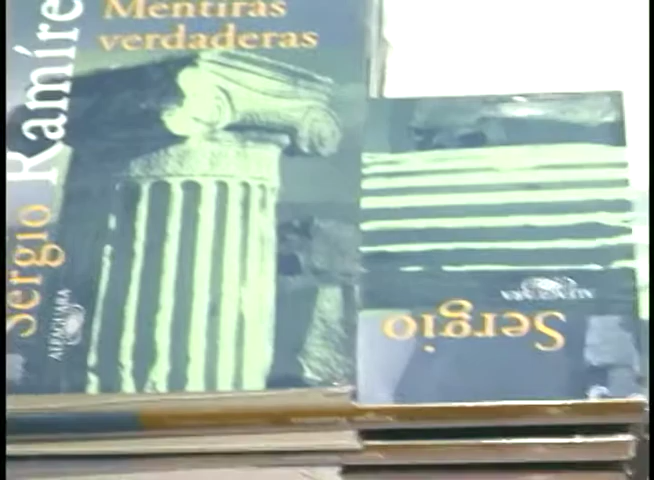 Mentiras
verdaderas
Sergio Ramíre
ALFAGUARA
Sergio
ALFAGUARA